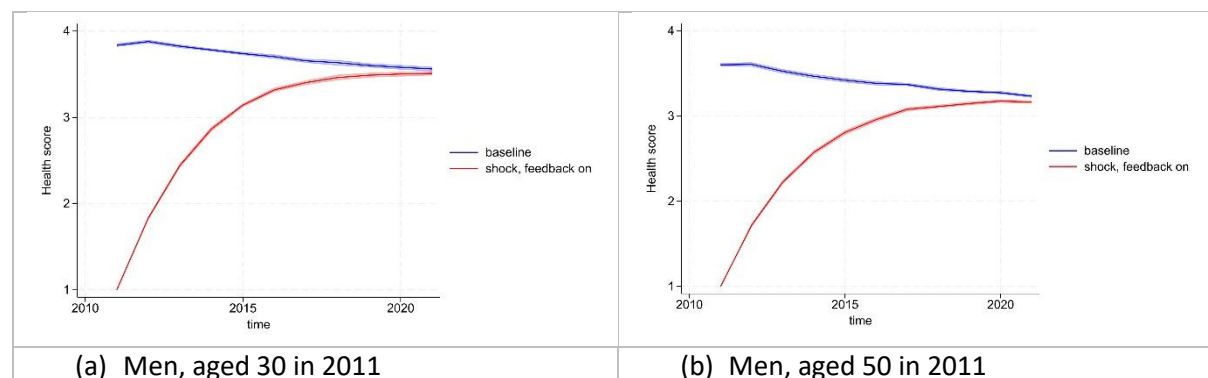 4
3
2
1
Health score
2010
2015
2020
time
baseline
shock, feedback on
(a) Men, aged 30 in 2011
4
3
2
1
Health score
2010
2015
2020
time
baseline
shock, feedback on
(b) Men, aged 50 in 2011